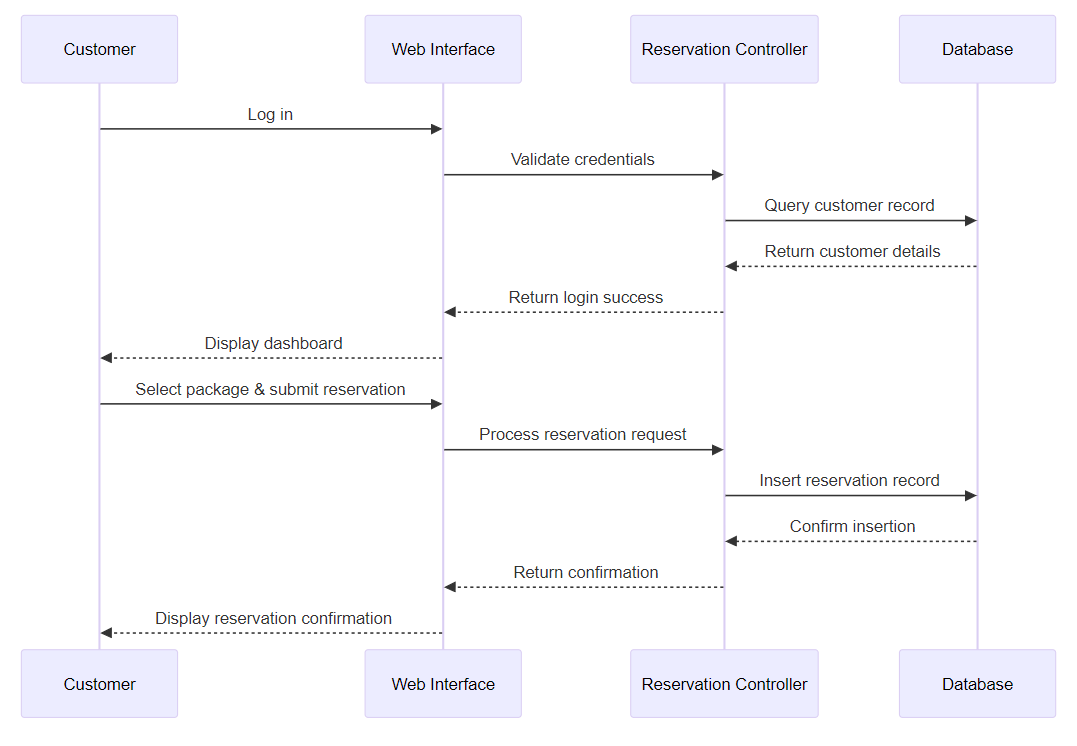 Customer
Web Interface
Reservation Controller
Database
Log in
Validate credentials
Query customer record
Return customer details
Return login success
Display dashboard
Select package & submit reservation
Process reservation request
Insert reservation record
Confirm insertion
Return confirmation
Display reservation confirmation
Customer
Web Interface
Reservation Controller
Database